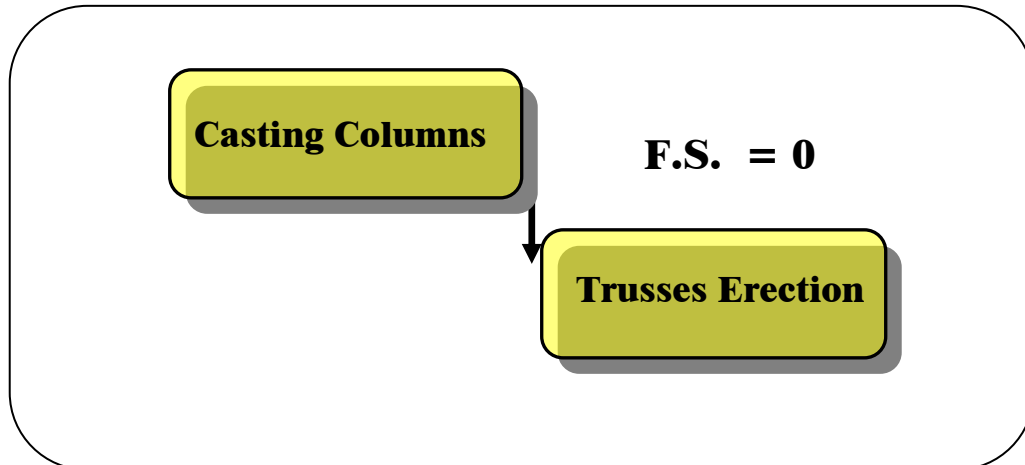 Casting Columns
F.S. = 0
Trusses Erection